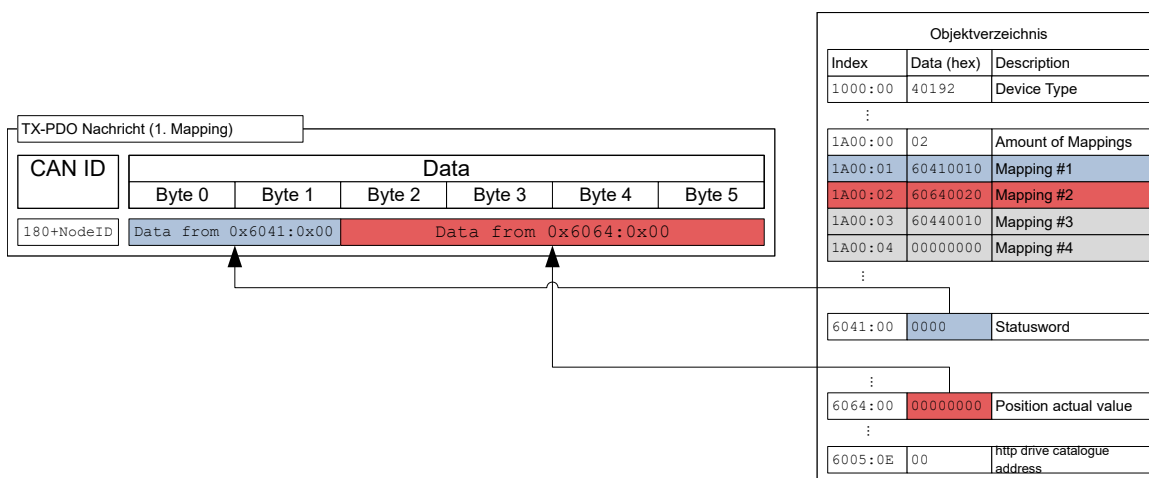 TX-PDO Nachricht (1. Mapping)
CAN ID
Data
Byte 0 Byte 1 Byte 2 Byte 3 Byte 4 Byte 5
180+NodeID Data from 0x6041:0x00 Data from 0x6064:0x00
Objektverzeichnis
Index Data (hex) Description
1000:00 40192 Device Type
⋮
1A00:00 02 Amount of Mappings
1A00:01 60410010 Mapping #1
1A00:02 60640020 Mapping #2
1A00:03 60440010 Mapping #3
1A00:04 00000000 Mapping #4
⋮
6041:00 0000 Statusword
⋮
6064:00 00000000 Position actual value
⋮
6005:0E 00 http drive catalogue
address